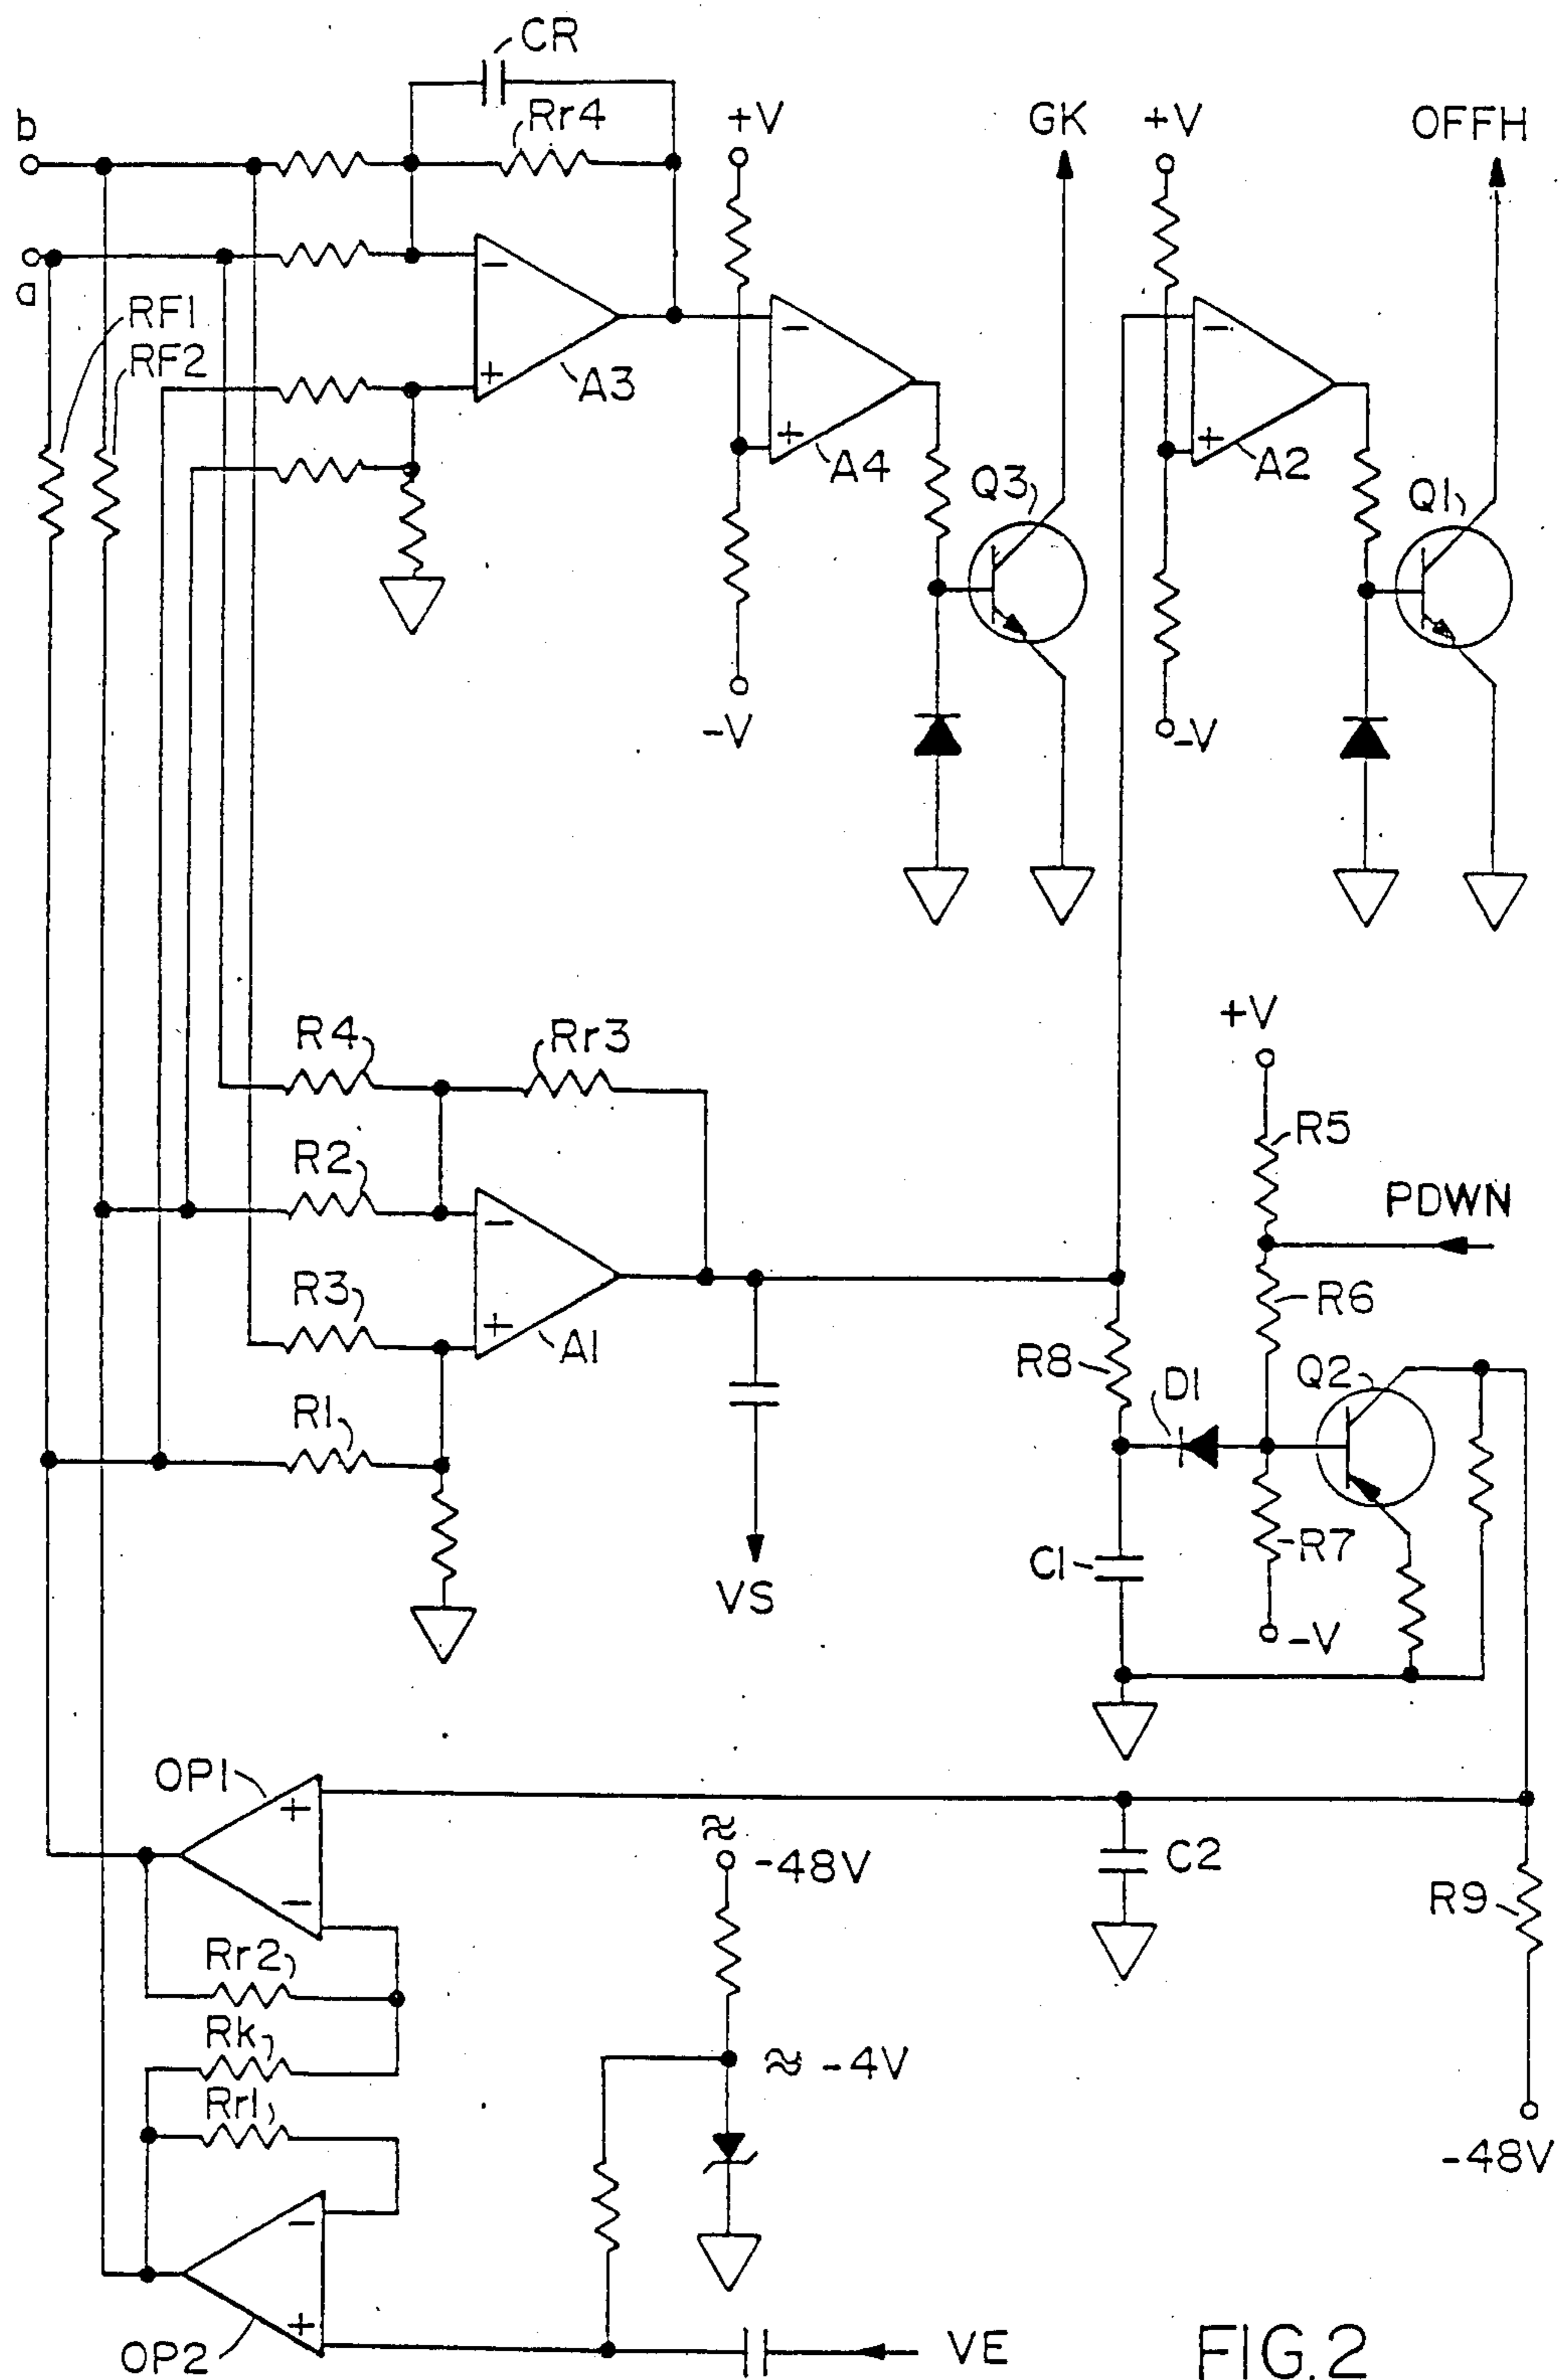 CR
b
Rr4
+V
GK
+V
OFFH
a
RF1
RF2
−
+
A3
−
+
A4
−
+
A2
Q3
Q1
-V
-V
R4
Rr3
+V
R2
R5
PDWN
−
R3
R6
+
A1
R8
D1
Q2
R1
C1
R7
VS
-V
OP1
+
≈
-48V
C2
−
R9
Rr2
Rk
≈ -4V
Rr1
-48V
−
+
OP2
VE
FIG.2